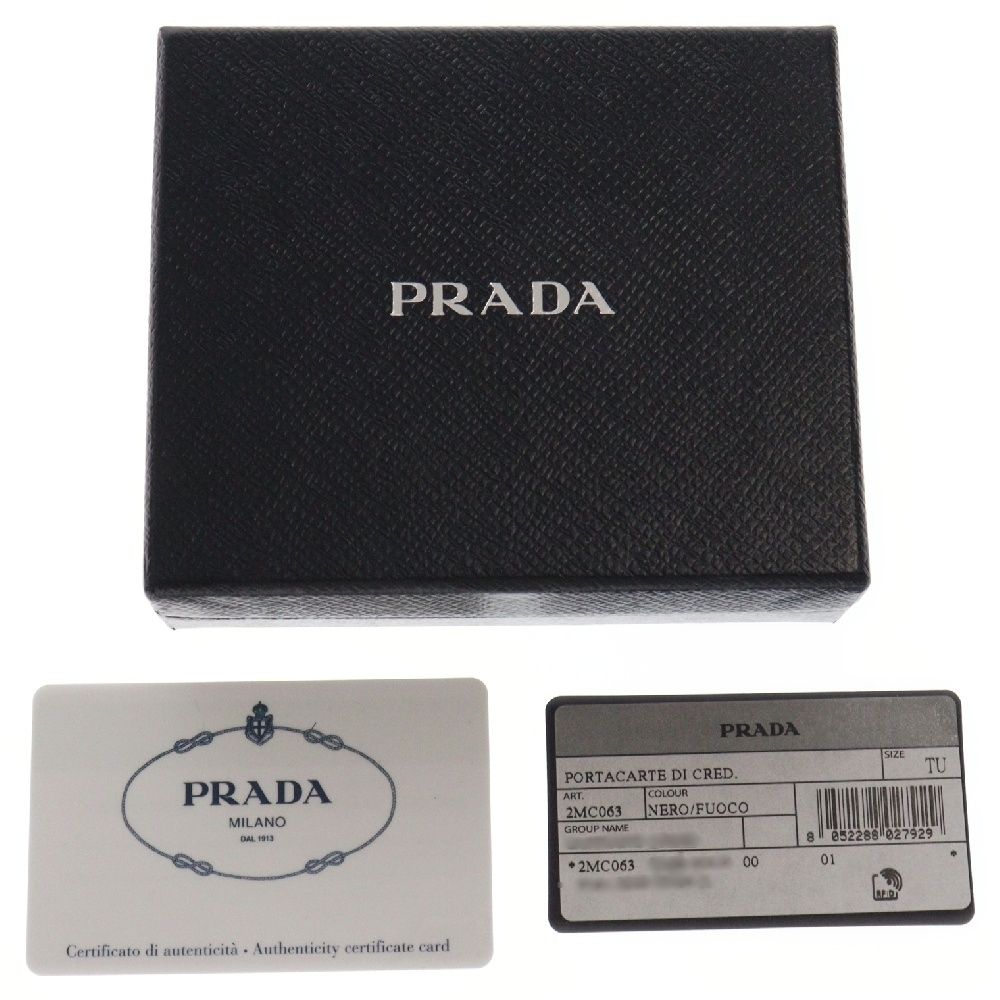 PRADA
PRADA
MILANO
DAL 1913
Certificato di autenticità • Authenticity certificate card
PRADA
PORTACARTE DI CRED.
SIZE
TU
ART.
2MC063
COLOUR
NERO/FUOCO
8 052288 027929
GROUP NAME
*2MC063
00
01
*
RFID